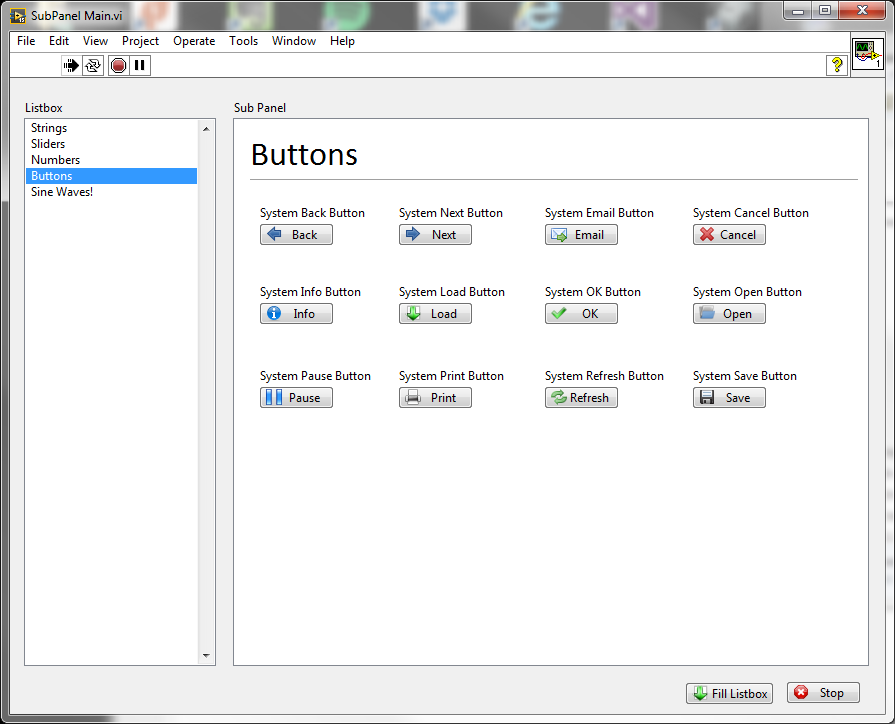 SubPanel Main.vi
File Edit View Project Operate Tools Window Help
?
1
Listbox
Strings
Sliders
Numbers
Buttons
Sine Waves!
Sub Panel
Buttons
System Back Button System Next Button System Email Button System Cancel Button
Back Next Email Cancel
System Info Button System Load Button System OK Button System Open Button
Info Load OK Open
System Pause Button System Print Button System Refresh Button System Save Button
Pause Print Refresh Save
Fill Listbox Stop